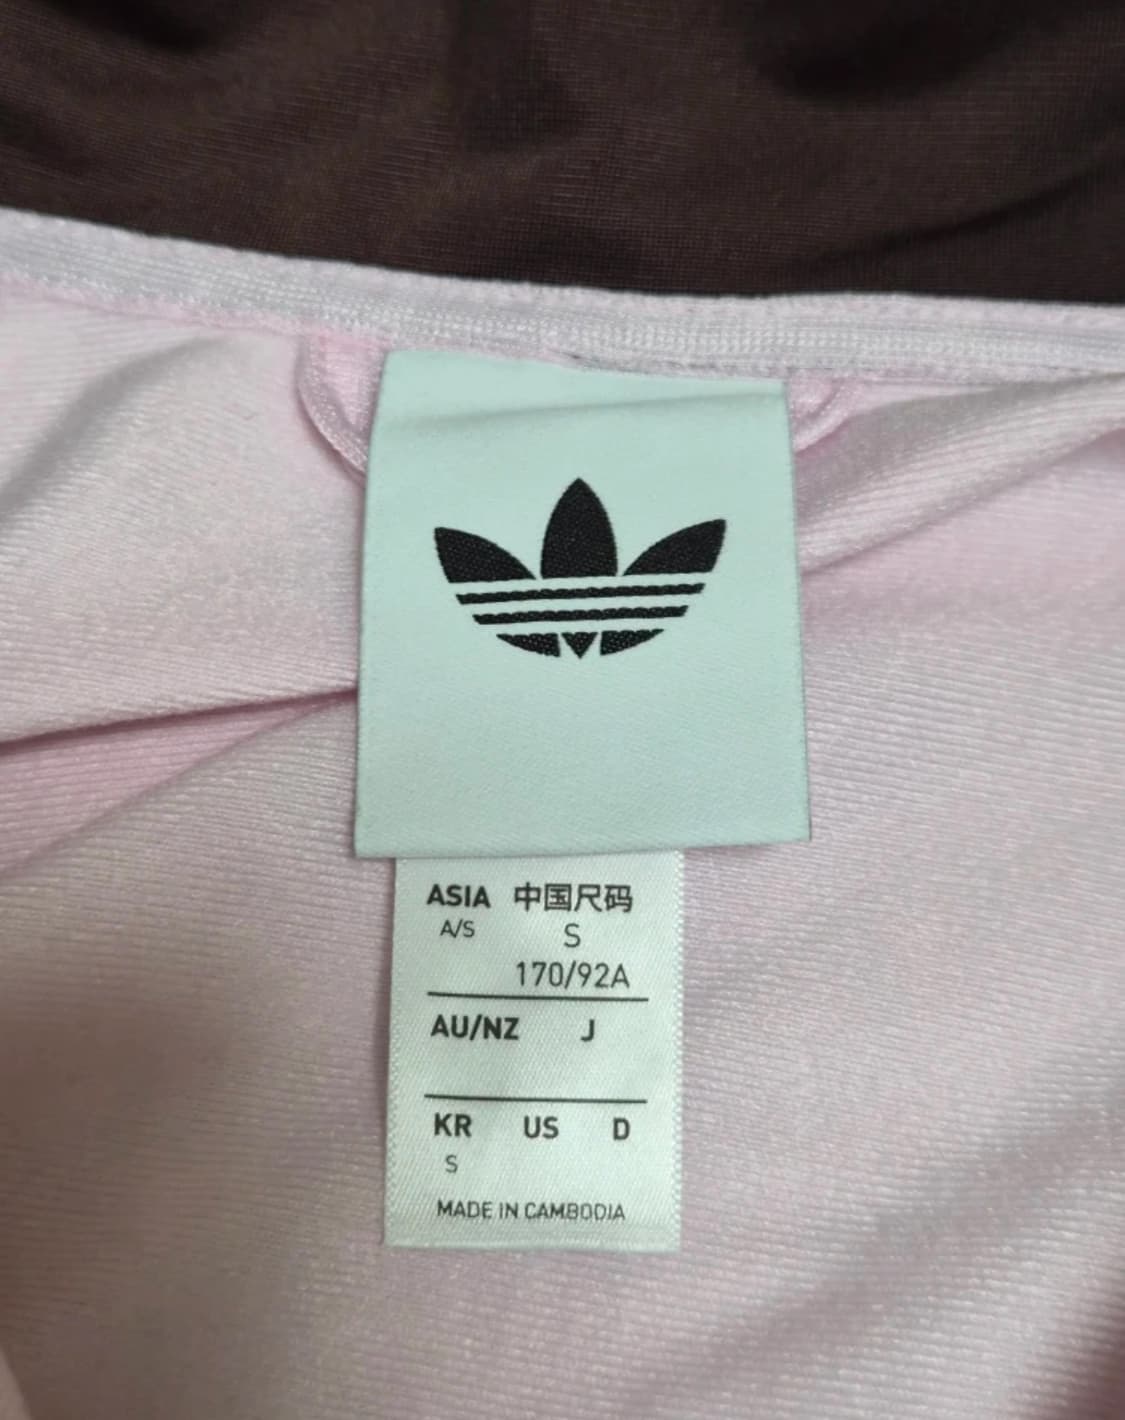 ASIA 中国尺码
A/S S
170/92A
AU/NZ J
KR US D
S
MADE IN CAMBODIA